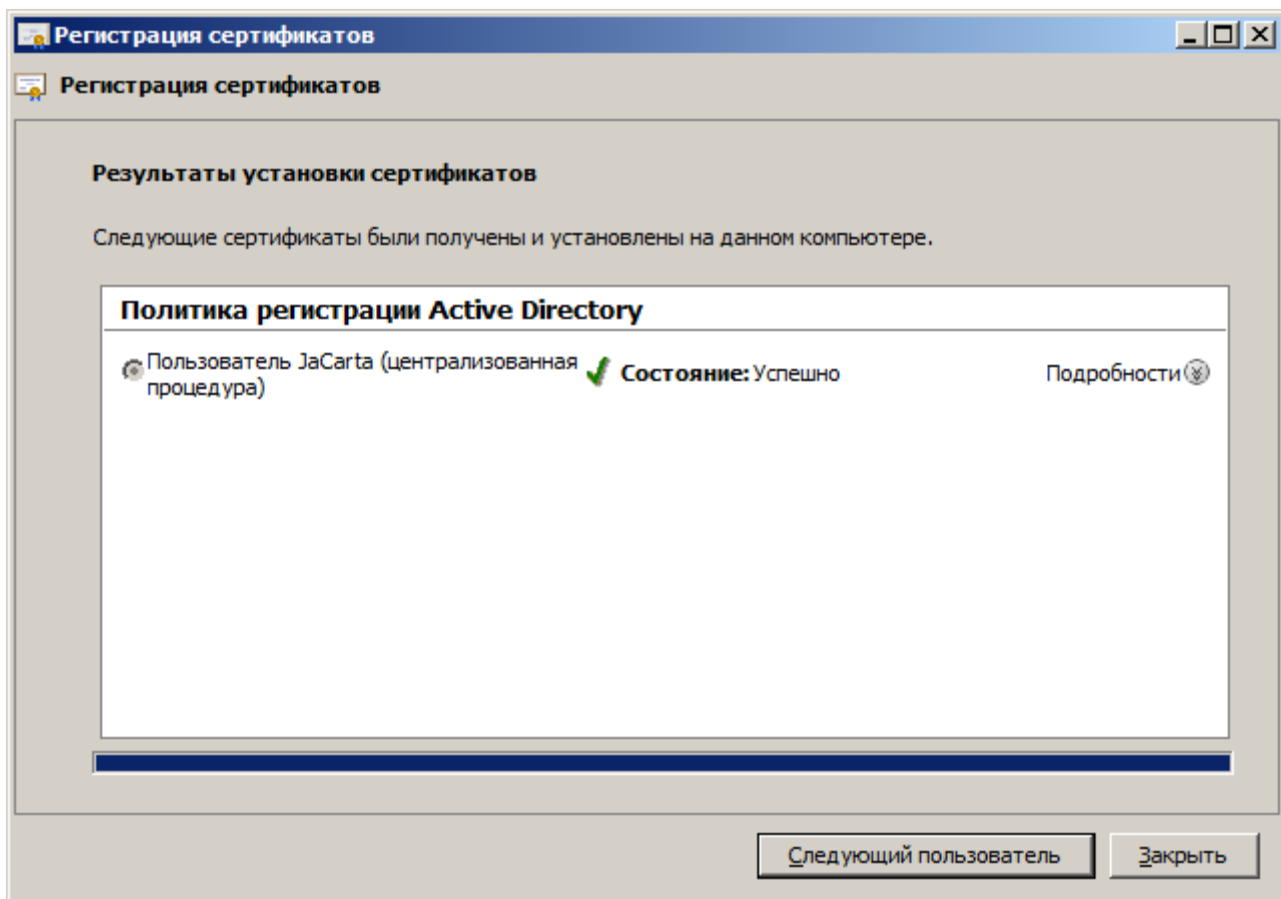 Регистрация сертификатов
Регистрация сертификатов
Результаты установки сертификатов
Следующие сертификаты были получены и установлены на данном компьютере.
Политика регистрации Active Directory
Пользователь JaCarta (централизованная процедура)
Состояние: Успешно
Подробности
Следующий пользователь
Закрыть